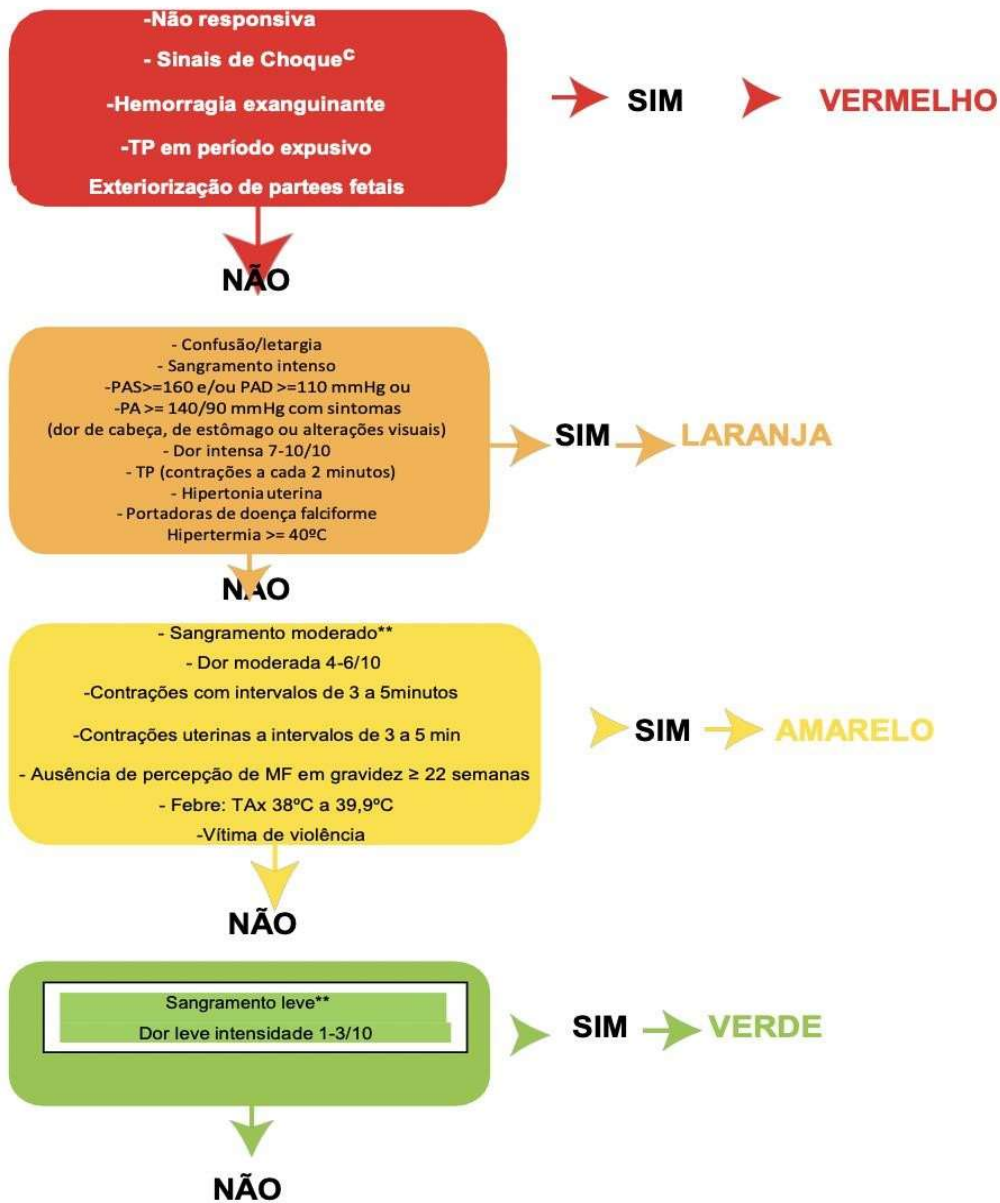 -Não responsiva
- Sinais de Choqueᶜ
-Hemorragia exanguinante
-TP em período expusivo
Exteriorização de partees fetais
SIM
VERMELHO
NÃO
- Confusão/letargia
- Sangramento intenso
-PAS>=160 e/ou PAD >=110 mmHg ou
-PA >= 140/90 mmHg com sintomas
(dor de cabeça, de estômago ou alterações visuais)
- Dor intensa 7-10/10
- TP (contrações a cada 2 minutos)
- Hipertonia uterina
- Portadoras de doença falciforme
Hipertermia >= 40ºC
SIM
LARANJA
NÃO
- Sangramento moderado**
- Dor moderada 4-6/10
-Contrações com intervalos de 3 a 5minutos
-Contrações uterinas a intervalos de 3 a 5 min
- Ausência de percepção de MF em gravidez ≥ 22 semanas
- Febre: TAx 38ºC a 39,9ºC
-Vítima de violência
SIM
AMARELO
NÃO
Sangramento leve**
Dor leve intensidade 1-3/10
SIM
VERDE
NÃO